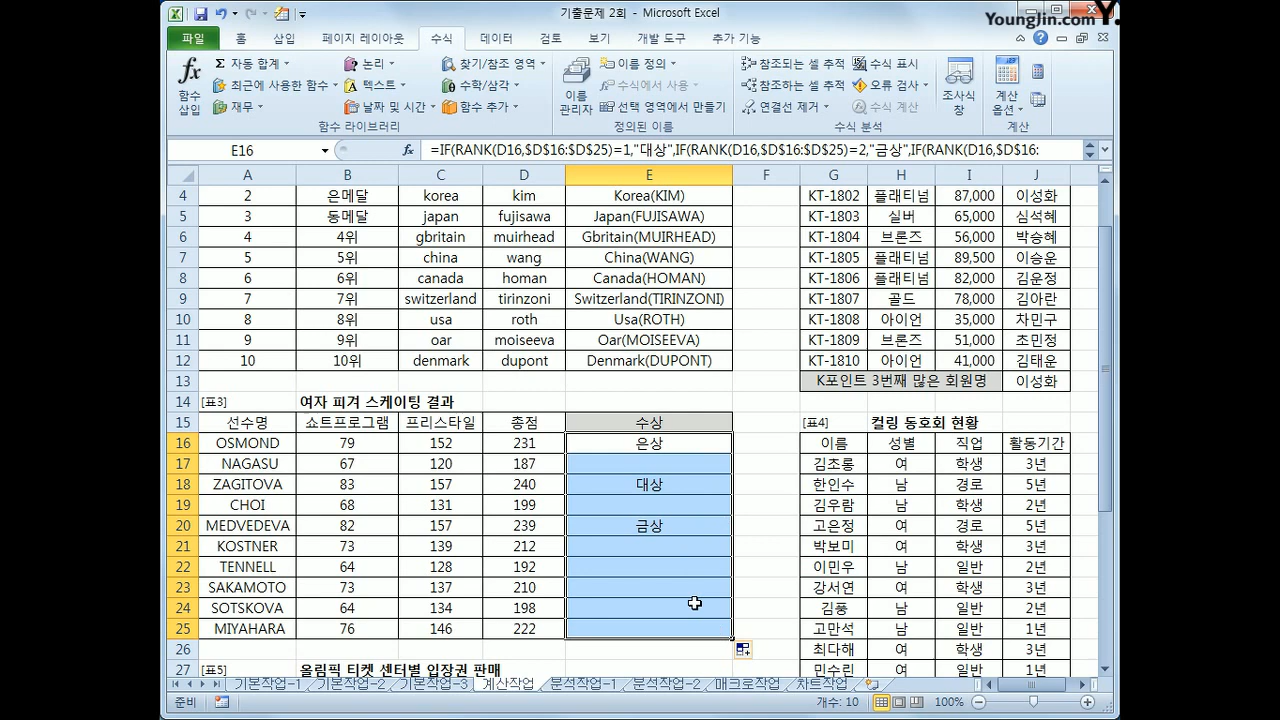 기출문제 2회 - Microsoft Excel
YoungJin.com Y.
파일 홈 삽입 페이지 레이아웃 수식 데이터 검토 보기 개발 도구 추가 기능
fx 함수 삽입
Σ 자동 합계
최근에 사용한 함수
재무
논리
텍스트
날짜 및 시간
찾기/참조 영역
수학/삼각
함수 추가
함수 라이브러리
이름 관리자
이름 정의
수식에서 사용
선택 영역에서 만들기
정의된 이름
참조되는 셀 추적
참조하는 셀 추적
연결선 제거
수식 표시
오류 검사
수식 계산
수식 분석
조사식 창
계산 옵션
계산
E16 fx =IF(RANK(D16,$D$16:$D$25)=1,"대상",IF(RANK(D16,$D$16:$D$25)=2,"금상",IF(RANK(D16,$D$16:
A B C D E F G H I J
4 2 은메달 korea kim Korea(KIM) KT-1802 플래티넘 87,000 이성화
5 3 동메달 japan fujisawa Japan(FUJISAWA) KT-1803 실버 65,000 심석혜
6 4 4위 gbritain muirhead Gbritain(MUIRHEAD) KT-1804 브론즈 56,000 박승혜
7 5 5위 china wang China(WANG) KT-1805 플래티넘 89,500 이승운
8 6 6위 canada homan Canada(HOMAN) KT-1806 플래티넘 82,000 김운정
9 7 7위 switzerland tirinzoni Switzerland(TIRINZONI) KT-1807 골드 78,000 김아란
10 8 8위 usa roth Usa(ROTH) KT-1808 아이언 35,000 차민구
11 9 9위 oar moiseeva Oar(MOISEEVA) KT-1809 브론즈 51,000 조민정
12 10 10위 denmark dupont Denmark(DUPONT) KT-1810 아이언 41,000 김태운
13 K포인트 3번째 많은 회원명 이성화
14 [표3] 여자 피겨 스케이팅 결과
15 선수명 쇼트프로그램 프리스타일 총점 수상 [표4] 컬링 동호회 현황
16 OSMOND 79 152 231 은상 이름 성별 직업 활동기간
17 NAGASU 67 120 187 김초롱 여 학생 3년
18 ZAGITOVA 83 157 240 대상 한인수 남 경로 5년
19 CHOI 68 131 199 김우람 남 학생 2년
20 MEDVEDEVA 82 157 239 금상 고은정 여 경로 5년
21 KOSTNER 73 139 212 박보미 여 학생 3년
22 TENNELL 64 128 192 이민우 남 일반 2년
23 SAKAMOTO 73 137 210 강서연 여 학생 3년
24 SOTSKOVA 64 134 198 김풍 남 일반 2년
25 MIYAHARA 76 146 222 고만석 남 일반 1년
26 최다해 여 학생 3년
27 [표5] 올림픽 티켓 센터별 입장권 판매 민수린 여 일반 1년
기본작업-1 기본작업-2 기본작업-3 계산작업 분석작업-1 분석작업-2 매크로작업 차트작업
준비 개수: 10 100%